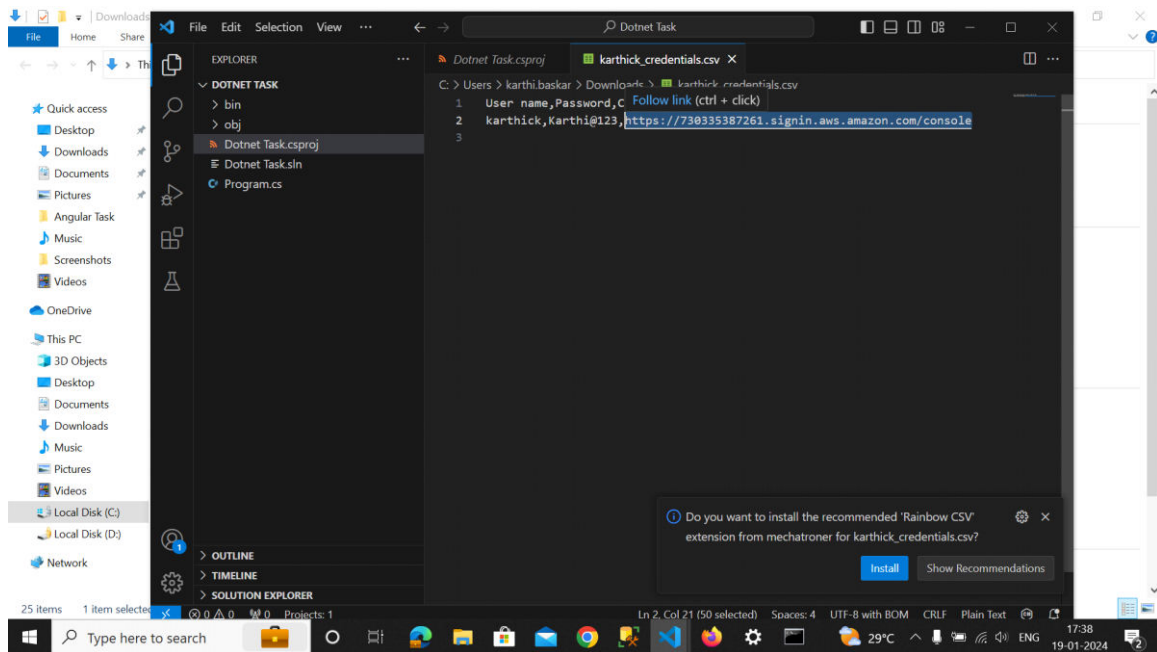 Downloads
File Edit Selection View ···
Dotnet Task
File Home Share
Th
EXPLORER ···
Dotnet Task.csproj
karthick_credentials.csv
DOTNET TASK
C: > Users > karthi.baskar > Downloads > karthick_credentials.csv
Quick access
> bin
1 User name,Password,C
Follow link (ctrl + click)
Desktop
> obj
2 karthick,Karthi@123,https://730335387261.signin.aws.amazon.com/console
Downloads
Dotnet Task.csproj
3
Documents
Dotnet Task.sln
Pictures
C# Program.cs
Angular Task
Music
Screenshots
Videos
OneDrive
This PC
3D Objects
Desktop
Documents
Downloads
Music
Pictures
Videos
Local Disk (C:)
Do you want to install the recommended 'Rainbow CSV'
extension from mechatroner for karthick_credentials.csv?
Local Disk (D:)
1
> OUTLINE
Install Show Recommendations
Network
> TIMELINE
> SOLUTION EXPLORER
25 items 1 item selected
0 0 0 Projects: 1
Ln 2, Col 21 (50 selected) Spaces: 4 UTF-8 with BOM CRLF Plain Text
Type here to search
29°C ENG
17:38
19-01-2024
2